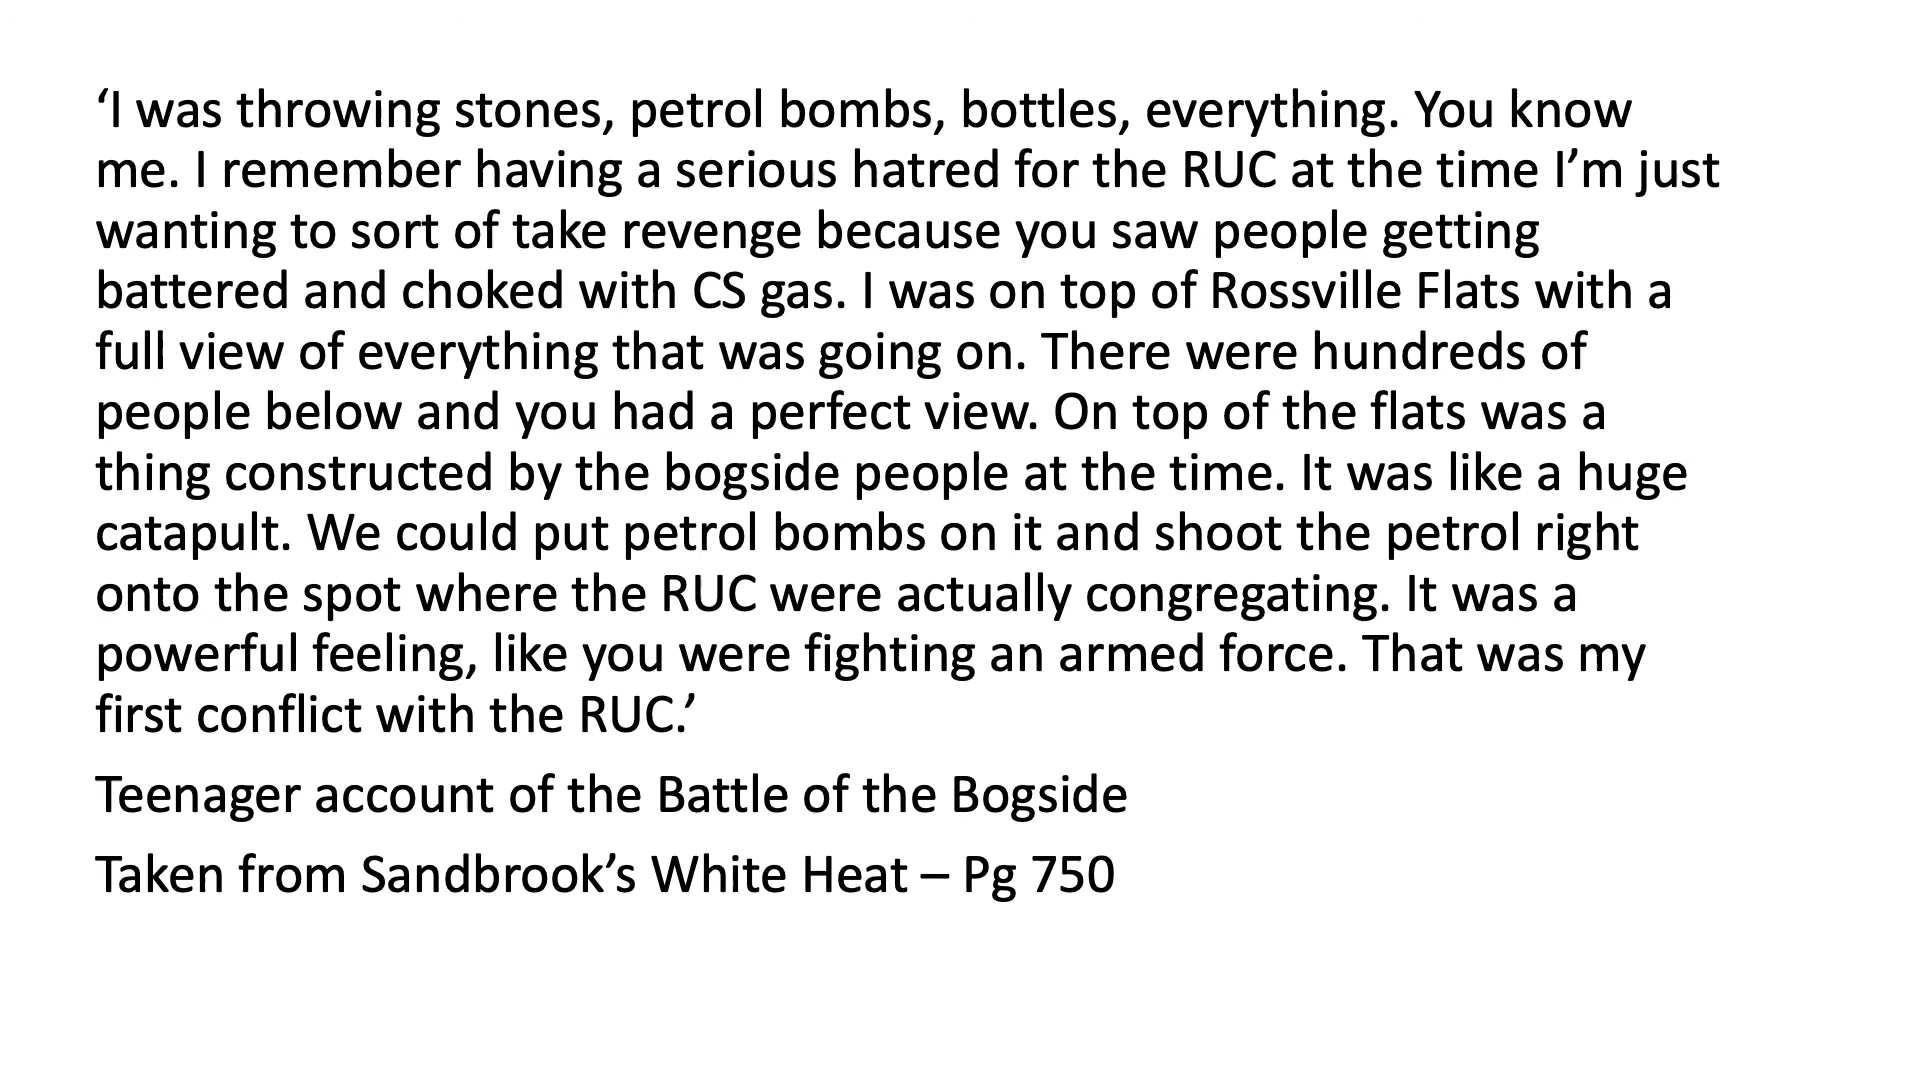 ‘I was throwing stones, petrol bombs, bottles, everything. You know
me. I remember having a serious hatred for the RUC at the time I’m just
wanting to sort of take revenge because you saw people getting
battered and choked with CS gas. I was on top of Rossville Flats with a
full view of everything that was going on. There were hundreds of
people below and you had a perfect view. On top of the flats was a
thing constructed by the bogside people at the time. It was like a huge
catapult. We could put petrol bombs on it and shoot the petrol right
onto the spot where the RUC were actually congregating. It was a
powerful feeling, like you were fighting an armed force. That was my
first conflict with the RUC.’
Teenager account of the Battle of the Bogside
Taken from Sandbrook’s White Heat – Pg 750